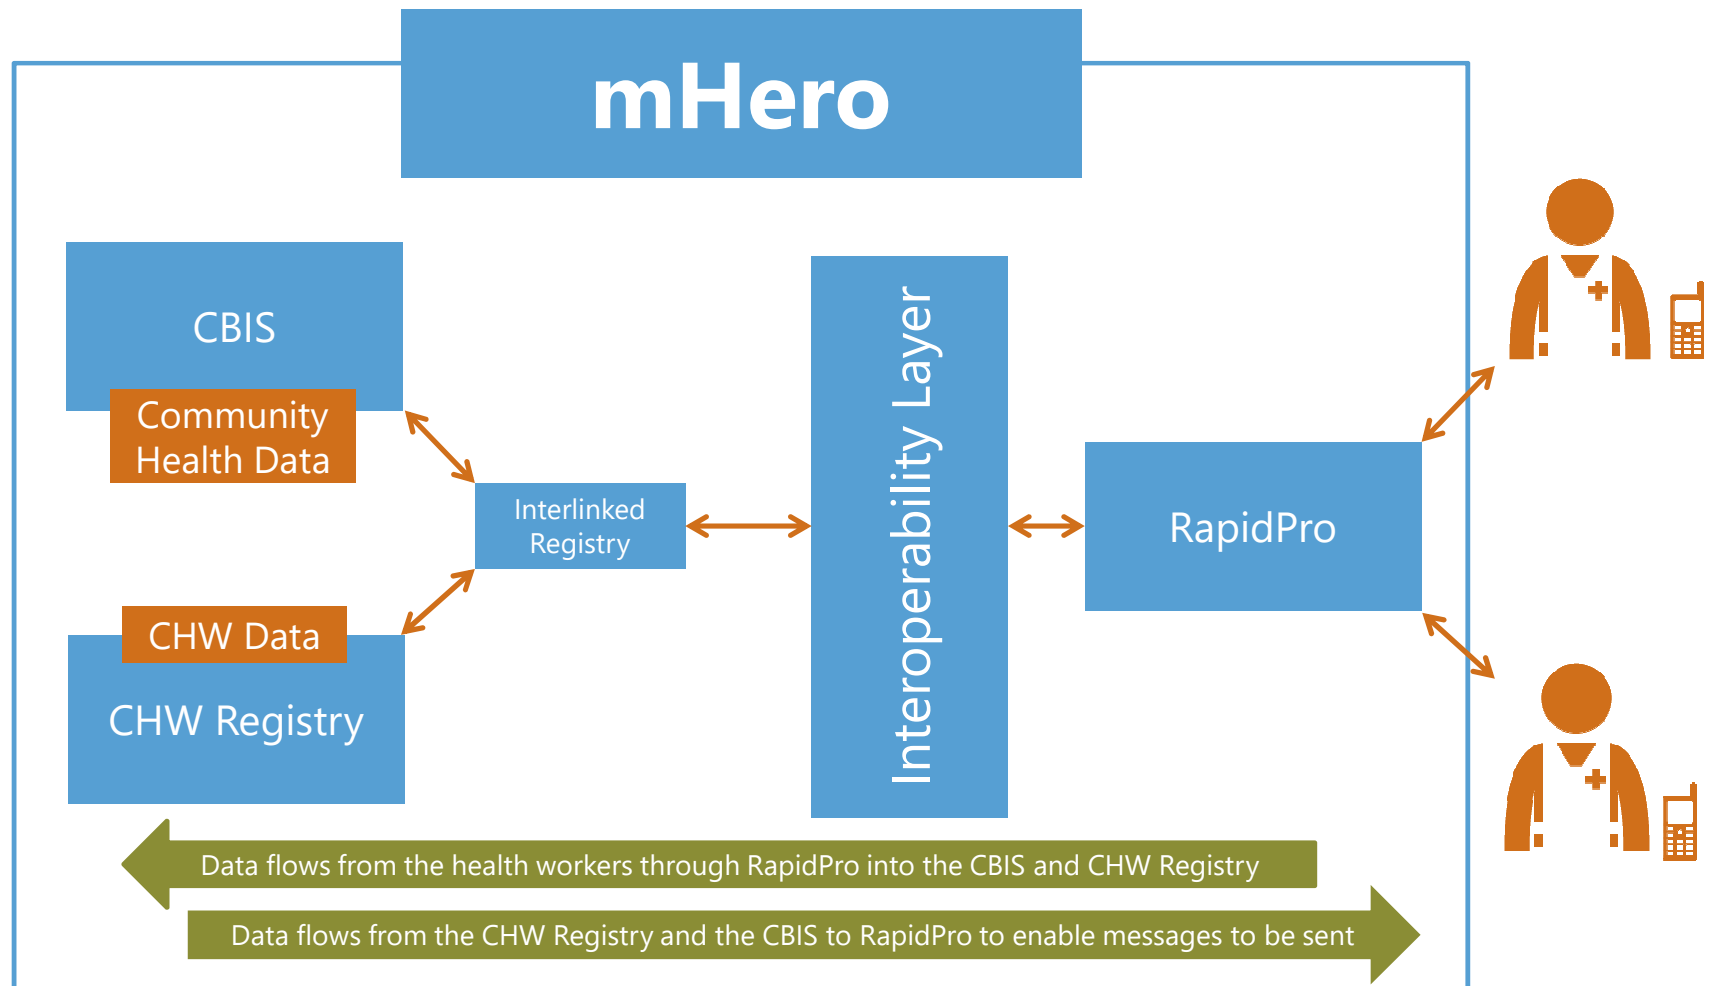 mHero
CBIS
Community
Health Data
Interlinked
Registry
CHW Data
CHW Registry
Interoperability Layer
RapidPro
Data flows from the health workers through RapidPro into the CBIS and CHW Registry
Data flows from the CHW Registry and the CBIS to RapidPro to enable messages to be sent